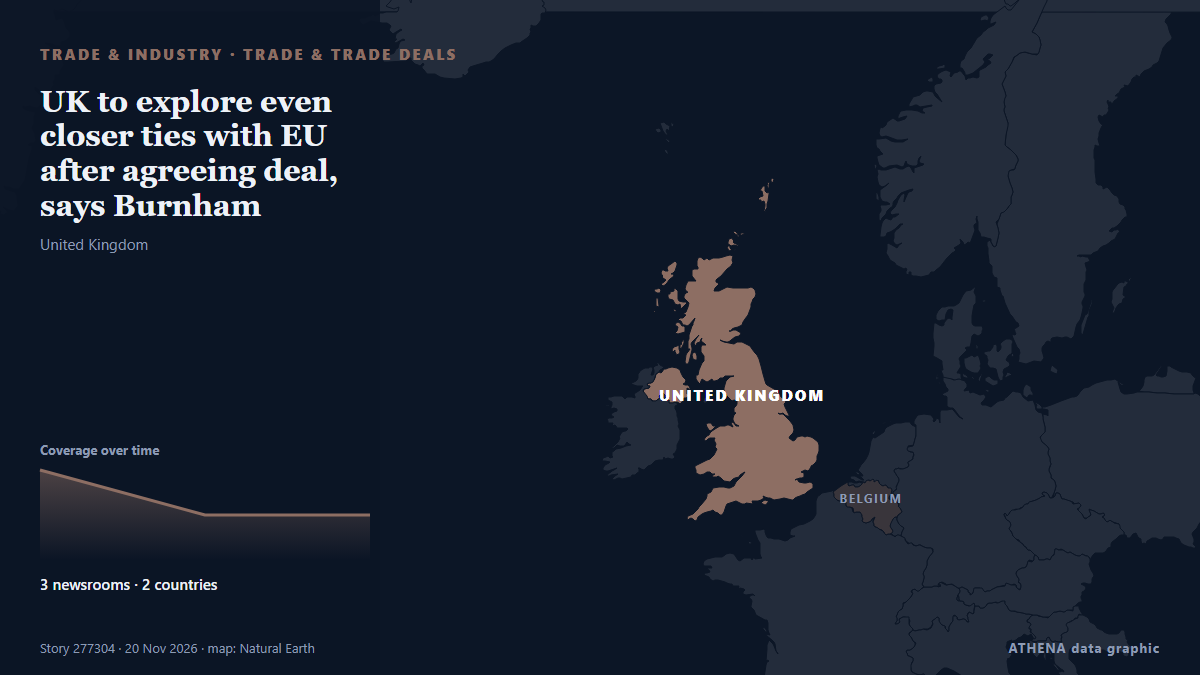 TRADE & INDUSTRY · TRADE & TRADE DEALS
UK to explore even
closer ties with EU
after agreeing deal,
says Burnham
United Kingdom
UNITED KINGDOM
BELGIUM
Coverage over time
3 newsrooms · 2 countries
Story 277304 · 20 Nov 2026 · map: Natural Earth
ATHENA data graphic